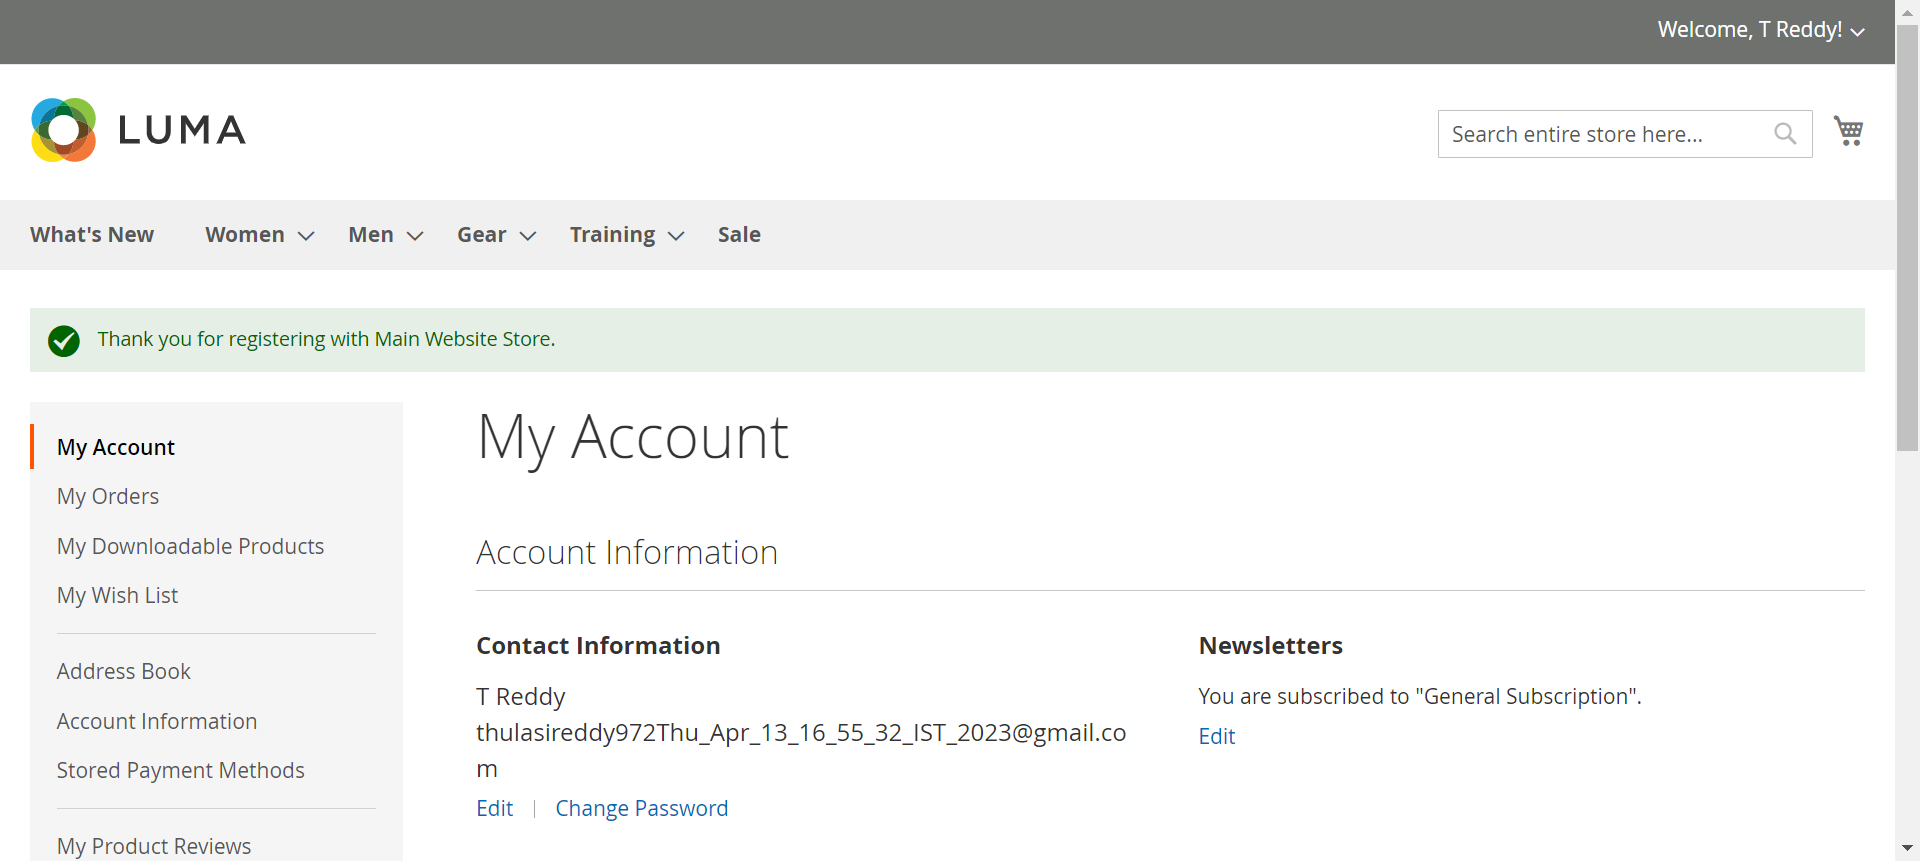 Welcome, T Reddy!
LUMA
Search entire store here...
What's New Women Men Gear Training Sale
Thank you for registering with Main Website Store.
My Account
My Orders
My Downloadable Products
My Wish List
Address Book
Account Information
Stored Payment Methods
My Product Reviews
My Account
Account Information
Contact Information
T Reddy
thulasireddy972Thu_Apr_13_16_55_32_IST_2023@gmail.co
m
Edit | Change Password
Newsletters
You are subscribed to "General Subscription".
Edit